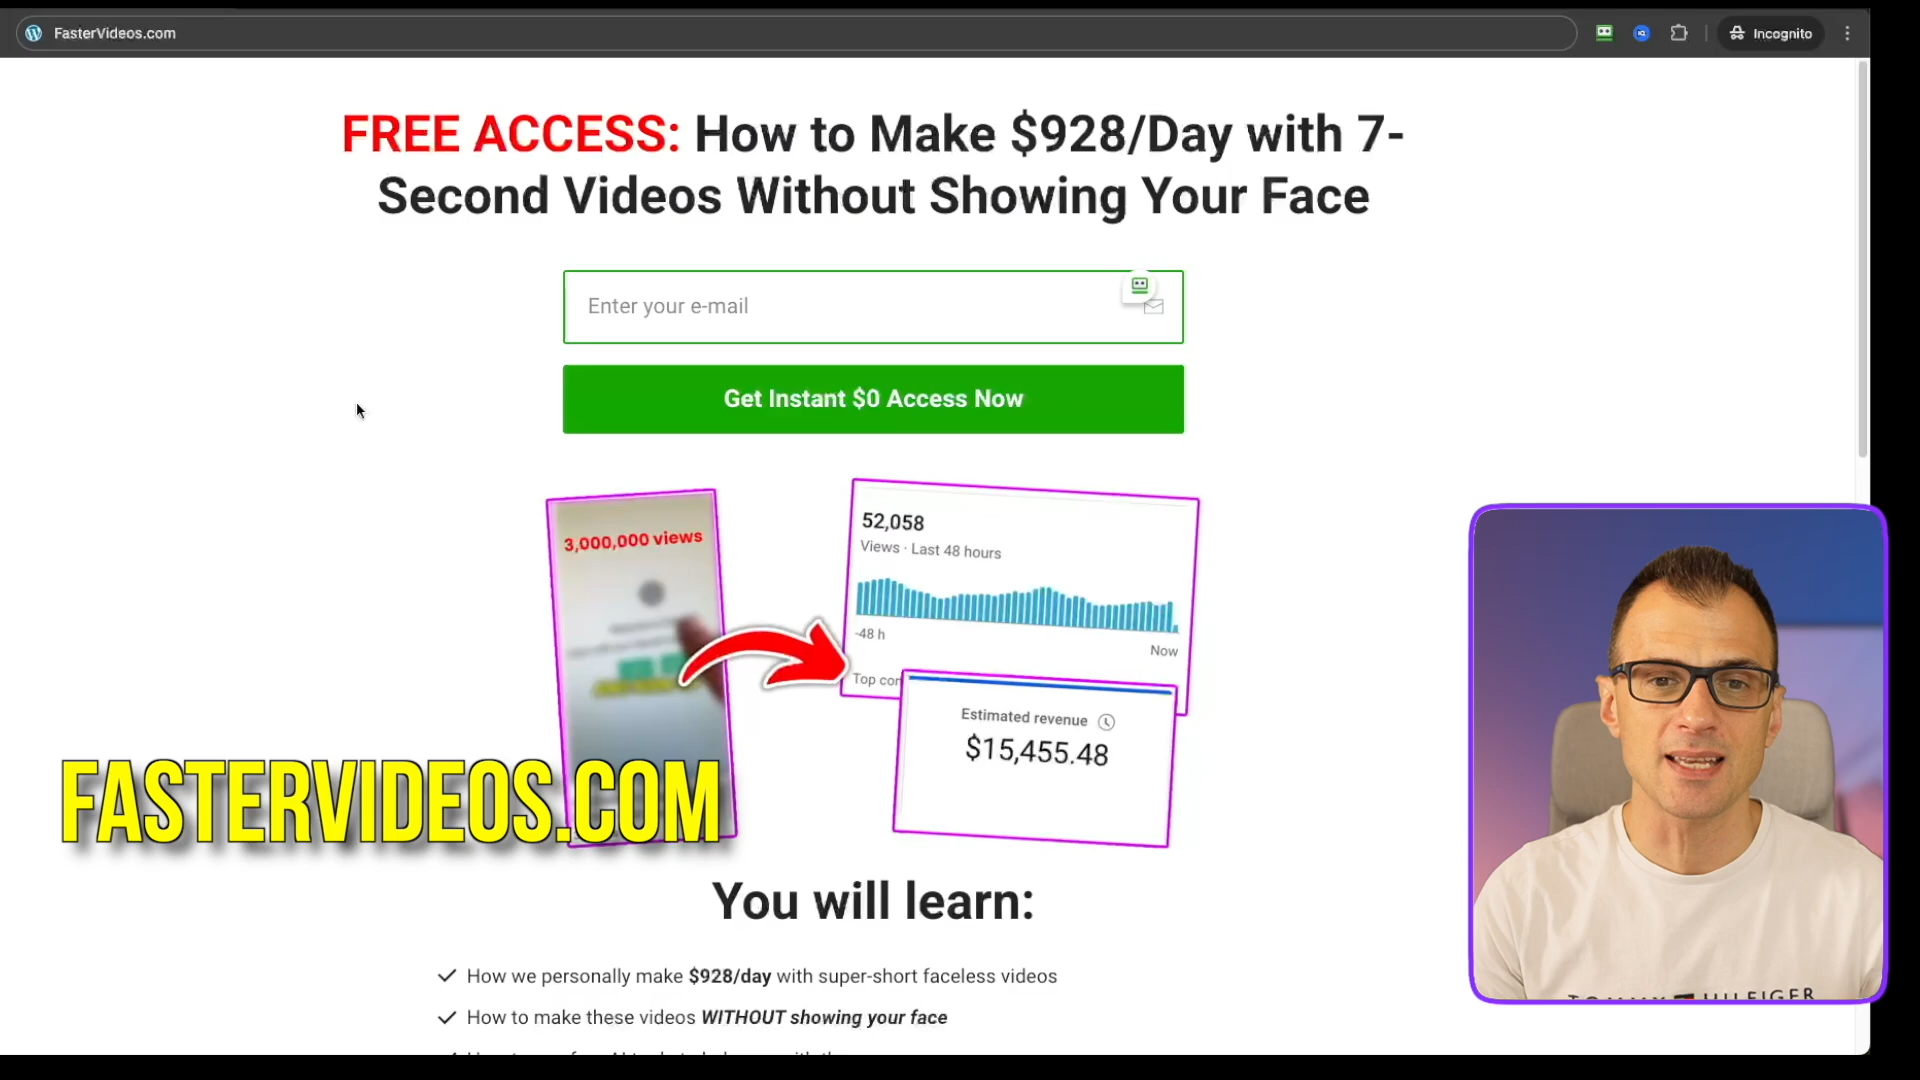 FasterVideos.com
Incognito
FREE ACCESS: How to Make $928/Day with 7-
Second Videos Without Showing Your Face
Enter your e-mail
Get Instant $0 Access Now
3,000,000 views
52,058
Views · Last 48 hours
-48 h
Now
Top con
Estimated revenue
$15,455.48
FASTERVIDEOS.COM
You will learn:
✓ How we personally make $928/day with super-short faceless videos
✓ How to make these videos WITHOUT showing your face
TOMMY HILFIGER